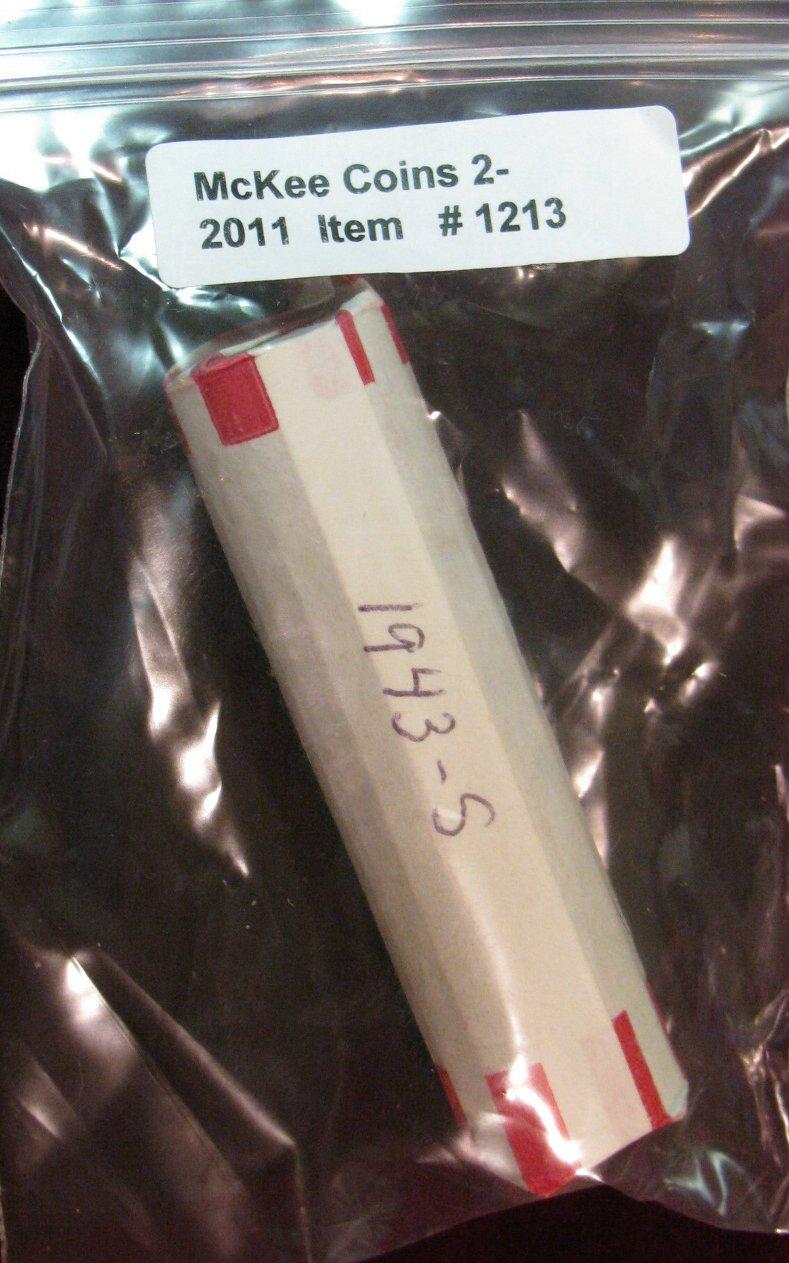 McKee Coins 2-
2011 Item # 1213
1943-S